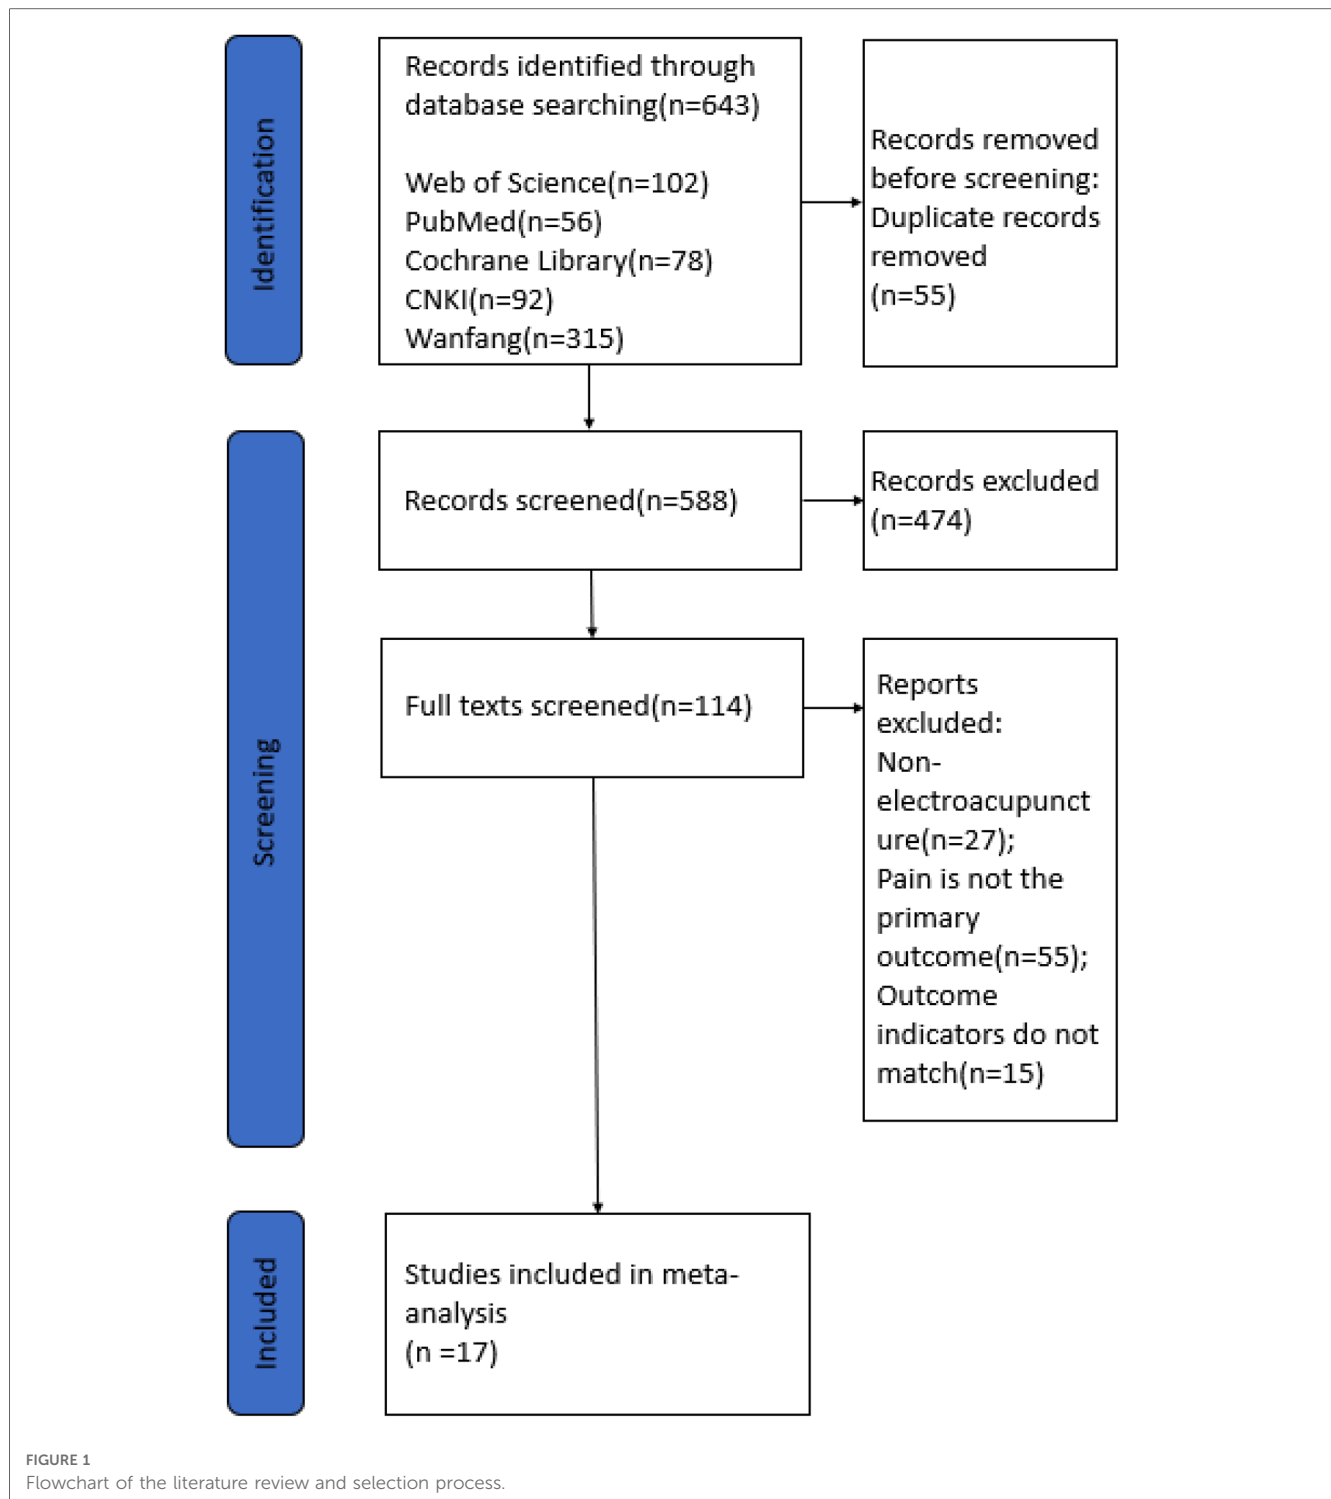 Identification
Records identified through
database searching(n=643)
Web of Science(n=102)
PubMed(n=56)
Cochrane Library(n=78)
CNKI(n=92)
Wanfang(n=315)
Records removed
before screening:
Duplicate records
removed
(n=55)
Screening
Records screened(n=588)
Records excluded
(n=474)
Full texts screened(n=114)
Reports
excluded:
Non-
electroacupunct
ure(n=27);
Pain is not the
primary
outcome(n=55);
Outcome
indicators do not
match(n=15)
Included
Studies included in meta-
analysis
(n =17)
FIGURE 1
Flowchart of the literature review and selection process.